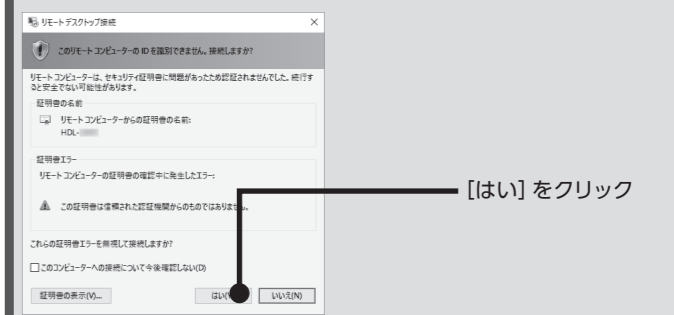 リモート デスクトップ接続
このリモート コンピューターの ID を識別できません。接続しますか?
リモート コンピューターは、セキュリティ証明書に問題があったため認証されませんでした。続行す
ると安全でない可能性があります。
証明書の名前
リモート コンピューターからの証明書の名前:
HDL-
証明書エラー
リモート コンピューターの証明書の確認中に発生したエラー:
この証明書は信頼された認証機関からのものではありません。
[はい] をクリック
これらの証明書エラーを無視して接続しますか?
このコンピューターへの接続について今後確認しない(D)
証明書の表示(V)...
はい(
いいえ(N)